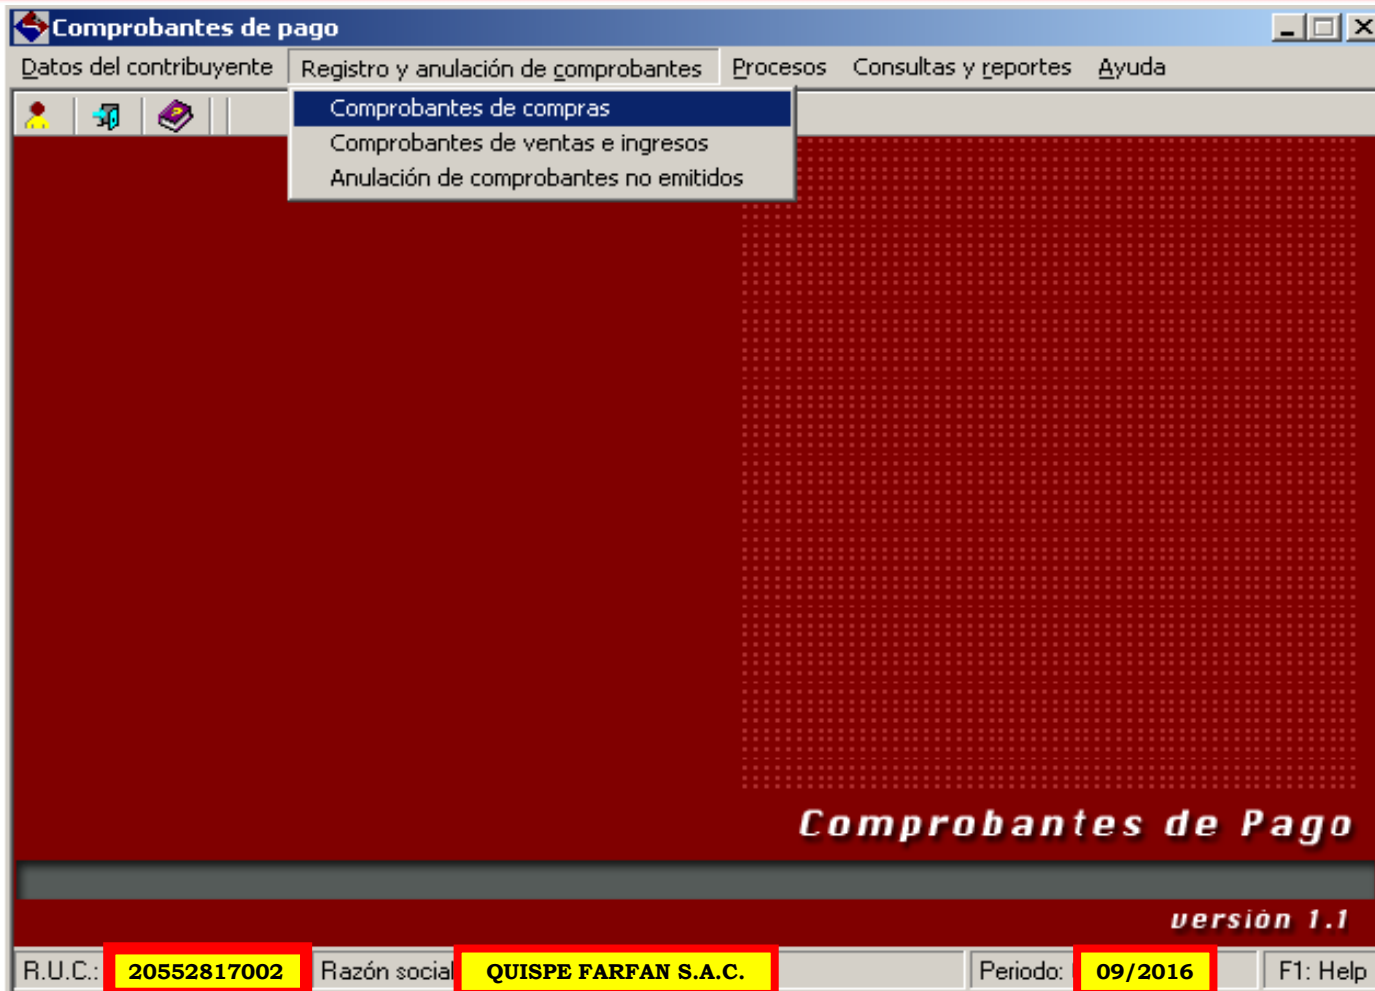 Comprobantes de pago
Datos del contribuyente Registro y anulación de comprobantes Procesos Consultas y reportes Ayuda
Comprobantes de compras
Comprobantes de ventas e ingresos
Anulación de comprobantes no emitidos
Comprobantes de Pago
versión 1.1
R.U.C.: 20552817002 Razón social QUISPE FARFAN S.A.C. Periodo: 09/2016 F1: Help